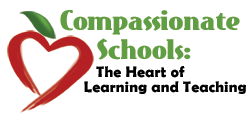 Compassionate
Schools:
The Heart of
Learning and Teaching